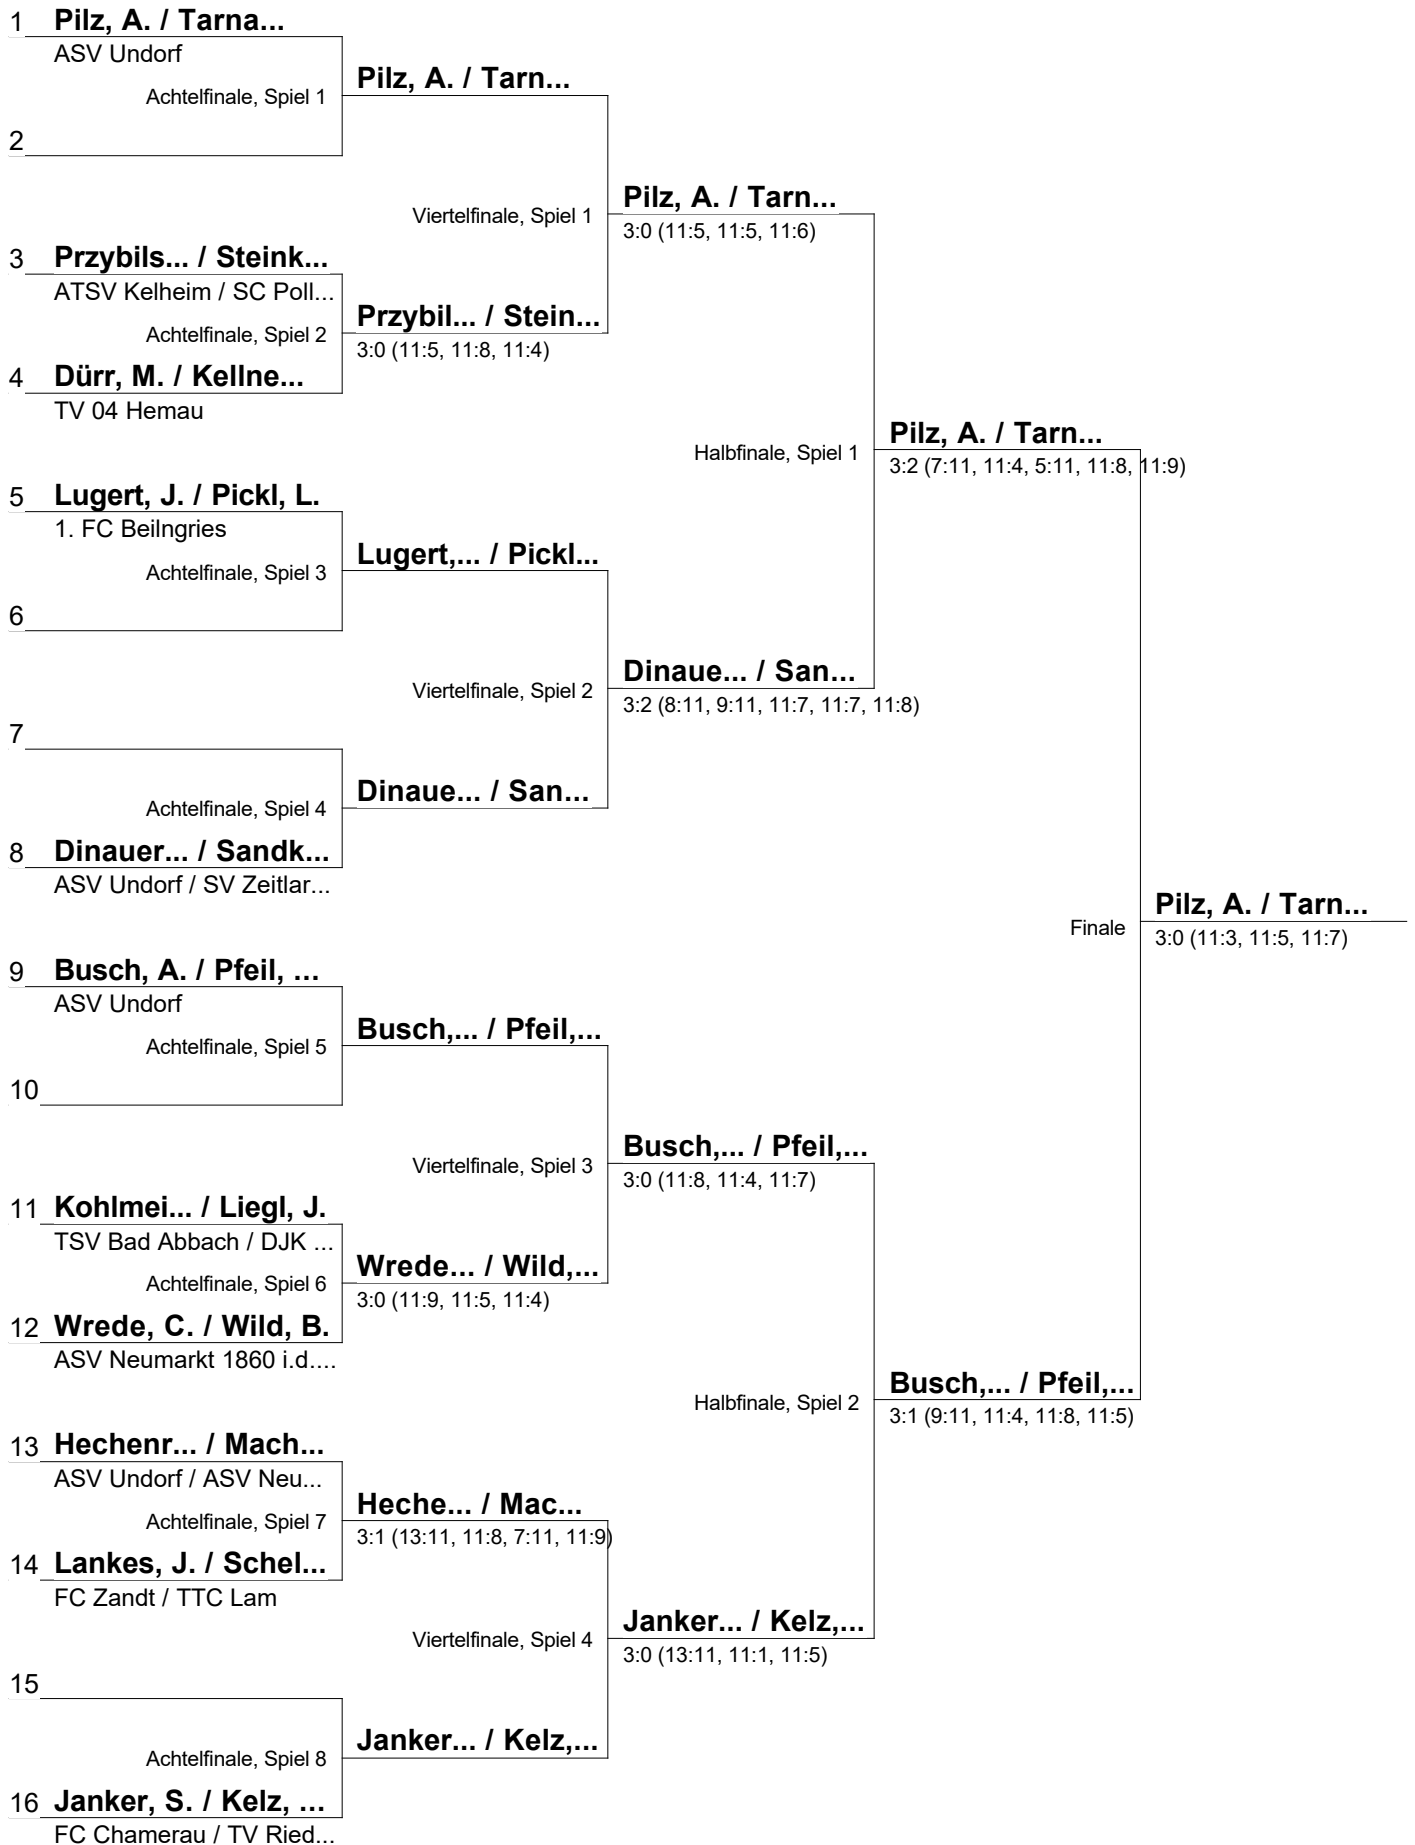 1 Pilz, A. / Tarna...
ASV Undorf
Pilz, A. / Tarn...
Achtelfinale, Spiel 1
2
Pilz, A. / Tarn...
Viertelfinale, Spiel 1
3:0 (11:5, 11:5, 11:6)
3 Przybils... / Steink...
ATSV Kelheim / SC Poll...
Przybil... / Stein...
Achtelfinale, Spiel 2
3:0 (11:5, 11:8, 11:4)
4 Dürr, M. / Kellne...
TV 04 Hemau
Pilz, A. / Tarn...
Halbfinale, Spiel 1
3:2 (7:11, 11:4, 5:11, 11:8, 11:9)
5 Lugert, J. / Pickl, L.
1. FC Beilngries
Lugert,... / Pickl...
Achtelfinale, Spiel 3
6
Dinaue... / San...
Viertelfinale, Spiel 2
3:2 (8:11, 9:11, 11:7, 11:7, 11:8)
7
Dinaue... / San...
Achtelfinale, Spiel 4
8 Dinauer... / Sandk...
ASV Undorf / SV Zeitlar...
Pilz, A. / Tarn...
Finale
3:0 (11:3, 11:5, 11:7)
9 Busch, A. / Pfeil, ...
ASV Undorf
Busch,... / Pfeil,...
Achtelfinale, Spiel 5
10
Busch,... / Pfeil,...
Viertelfinale, Spiel 3
3:0 (11:8, 11:4, 11:7)
11 Kohlmei... / Liegl, J.
TSV Bad Abbach / DJK ...
Wrede... / Wild,...
Achtelfinale, Spiel 6
3:0 (11:9, 11:5, 11:4)
12 Wrede, C. / Wild, B.
ASV Neumarkt 1860 i.d....
Busch,... / Pfeil,...
Halbfinale, Spiel 2
3:1 (9:11, 11:4, 11:8, 11:5)
13 Hechenr... / Mach...
ASV Undorf / ASV Neu...
Heche... / Mac...
Achtelfinale, Spiel 7
3:1 (13:11, 11:8, 7:11, 11:9)
14 Lankes, J. / Schel...
FC Zandt / TTC Lam
Janker... / Kelz,...
Viertelfinale, Spiel 4
3:0 (13:11, 11:1, 11:5)
15
Janker... / Kelz,...
Achtelfinale, Spiel 8
16 Janker, S. / Kelz, ...
FC Chamerau / TV Ried...